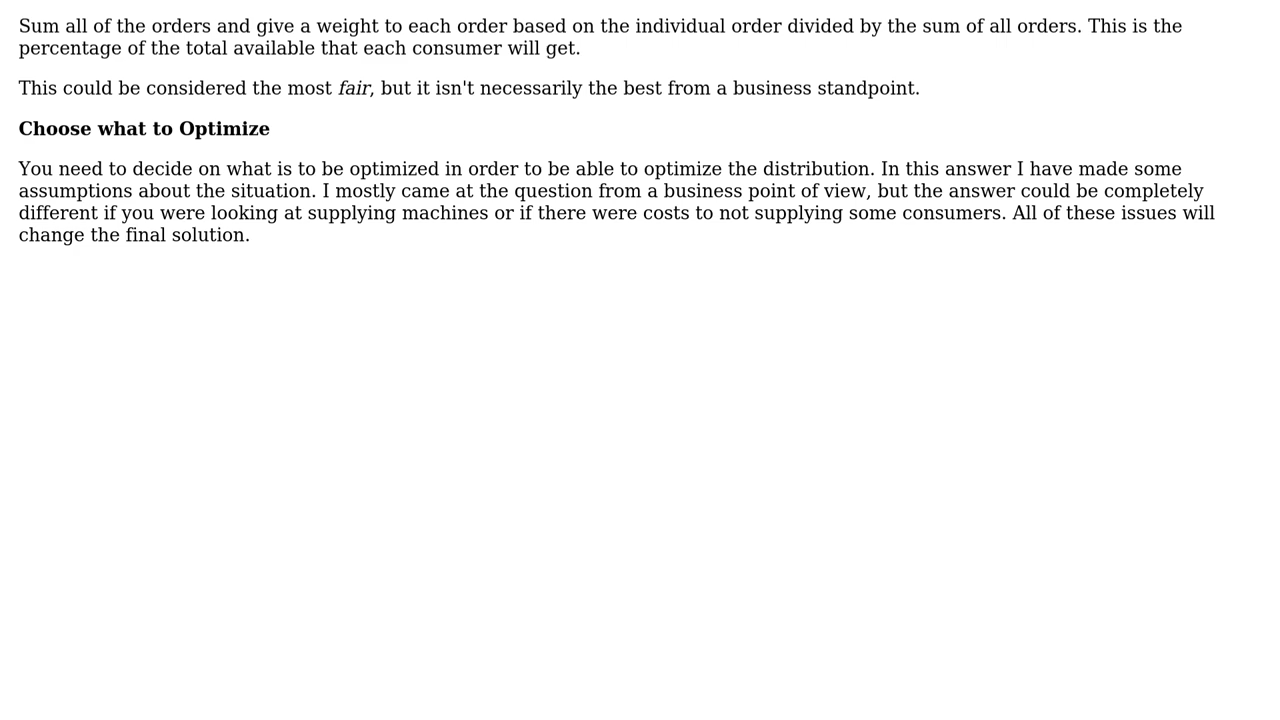 Sum all of the orders and give a weight to each order based on the individual order divided by the sum of all orders. This is the
percentage of the total available that each consumer will get.
This could be considered the most fair, but it isn't necessarily the best from a business standpoint.
Choose what to Optimize
You need to decide on what is to be optimized in order to be able to optimize the distribution. In this answer I have made some
assumptions about the situation. I mostly came at the question from a business point of view, but the answer could be completely
different if you were looking at supplying machines or if there were costs to not supplying some consumers. All of these issues will
change the final solution.